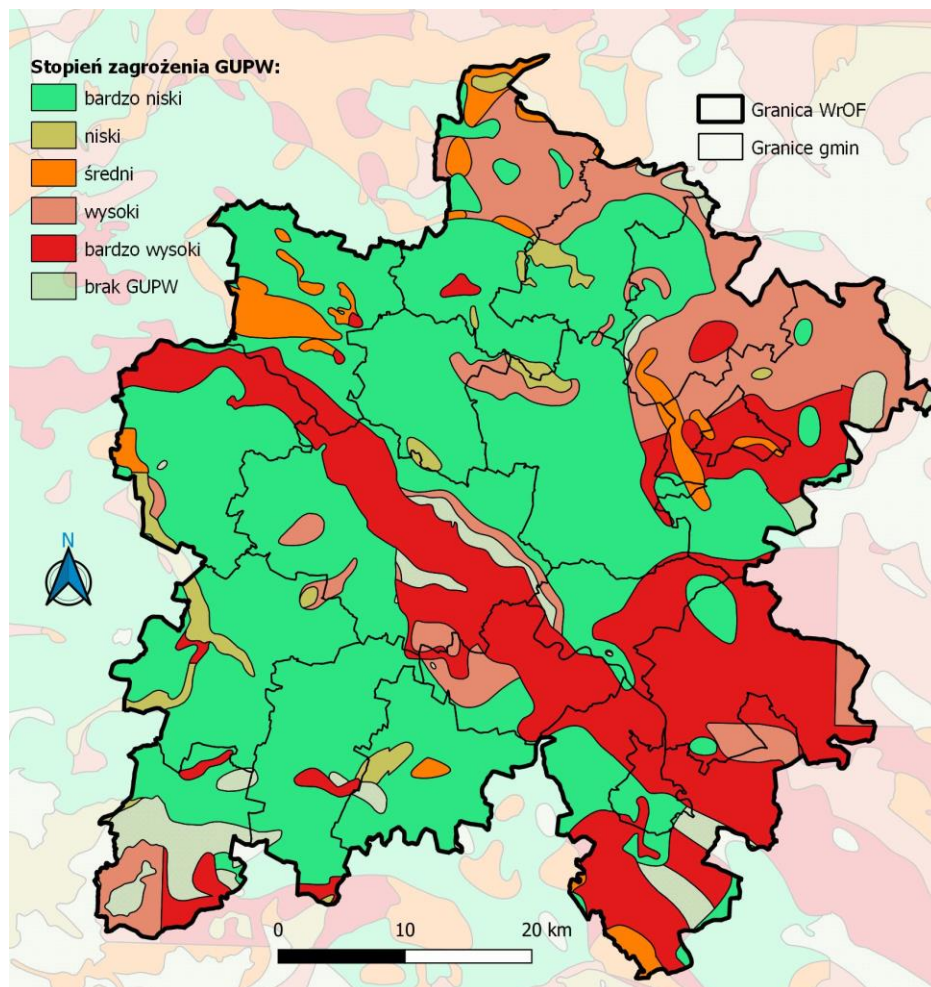 Stopień zagrożenia GUPW:
bardzo niski
niski
średni
wysoki
bardzo wysoki
brak GUPW
Granica WrOF
Granice gmin
N
0 10 20 km